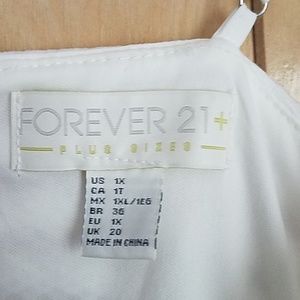 FOREVER 21+
PLUS SIZES
US 1X
CA 1T
MX 1XL/1EG
BR 36
EU 1X
UK 20
MADE IN CHINA